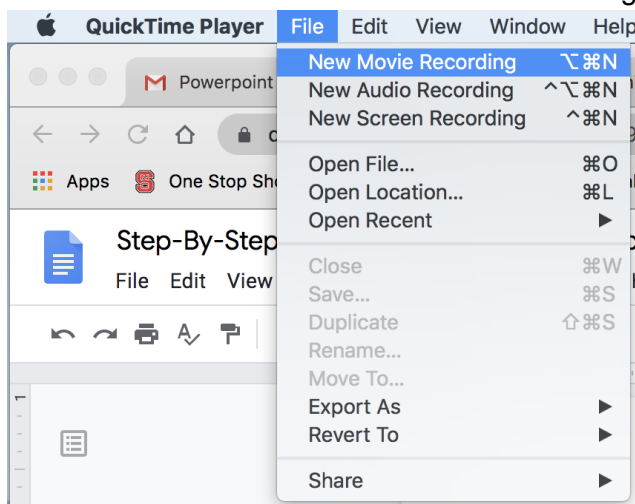 QuickTime Player File Edit View Window Help
New Movie Recording ⌥⌘N
New Audio Recording ^⌥⌘N
New Screen Recording ^⌘N
Open File... ⌘O
Open Location... ⌘L
Open Recent ▶
Close ⌘W
Save... ⌘S
Duplicate ⇧⌘S
Rename...
Move To...
Export As ▶
Revert To ▶
Share ▶
Powerpoint
Apps One Stop Sh
Step-By-Step
File Edit View
1